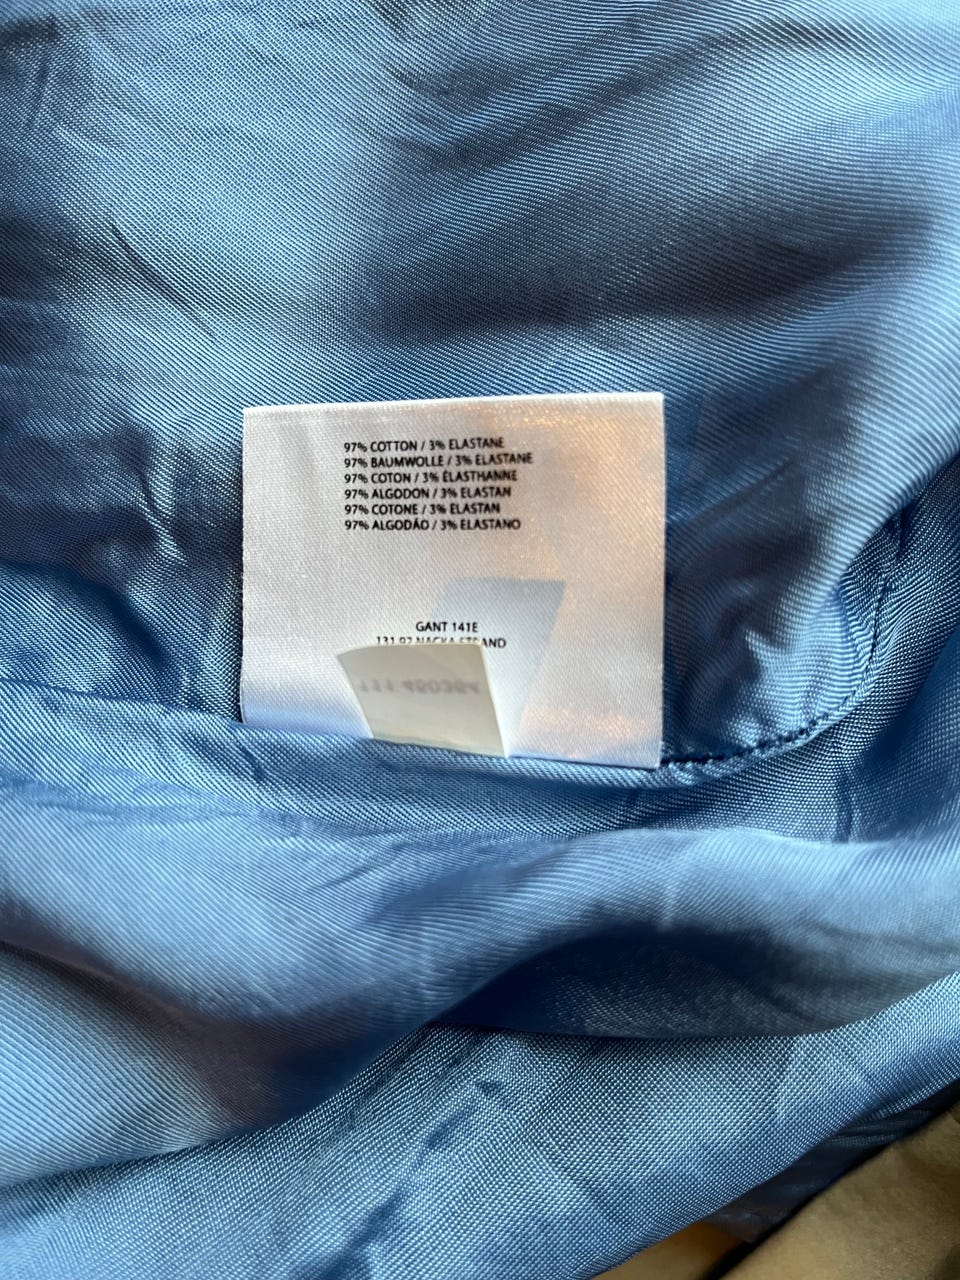 97% COTTON / 3% ELASTANE
97% BAUMWOLLE / 3% ELASTANE
97% COTON / 3% ÉLASTHANNE
97% ALGODON / 3% ELASTAN
97% COTONE / 3% ELASTAN
97% ALGODÃO / 3% ELASTANO
GANT 141E
131 92 NACKA STRAND